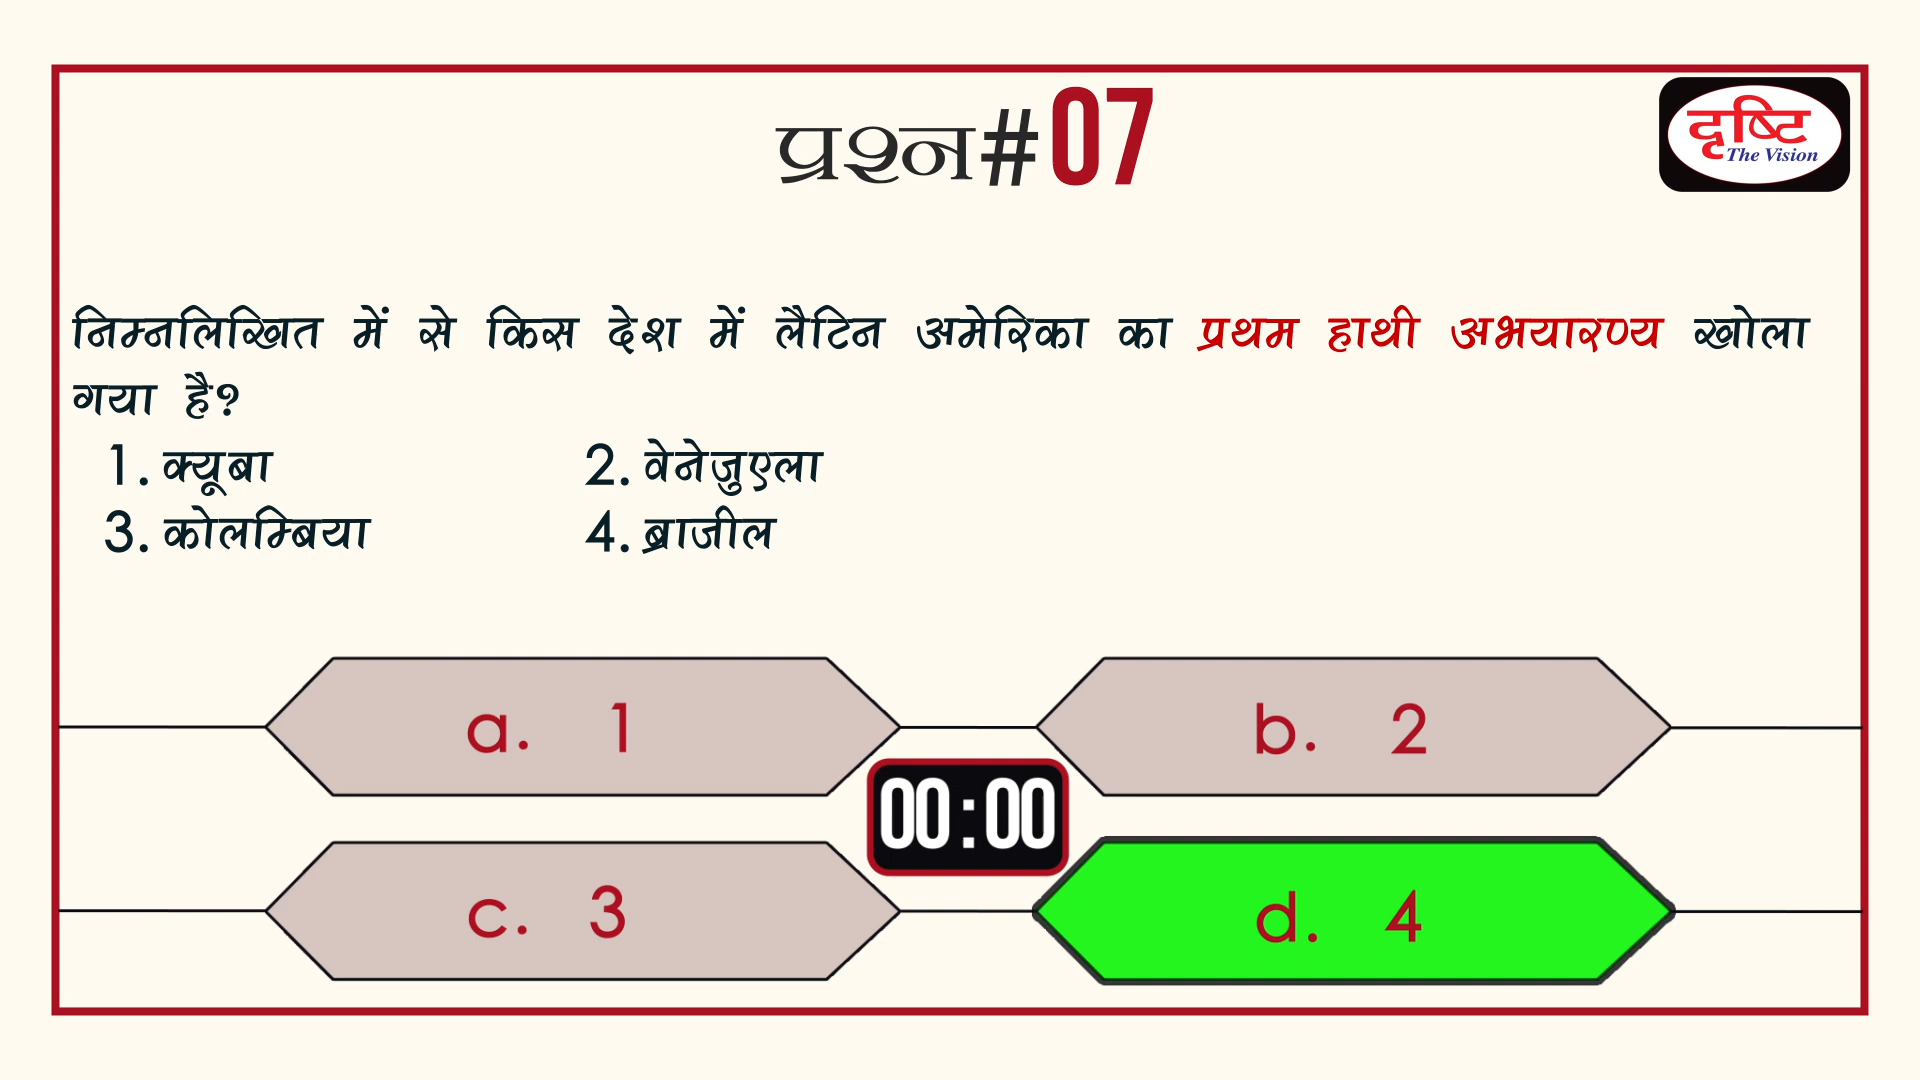 प्रश्न#07
दृष्टि
The Vision
निम्नलिखित में से किस देश में लैटिन अमेरिका का प्रथम हाथी अभयारण्य खोला
गया है?
1. क्यूबा 2. वेनेजुएला
3. कोलम्बिया 4. ब्राजील
a. 1 b. 2
00:00
c. 3 d. 4